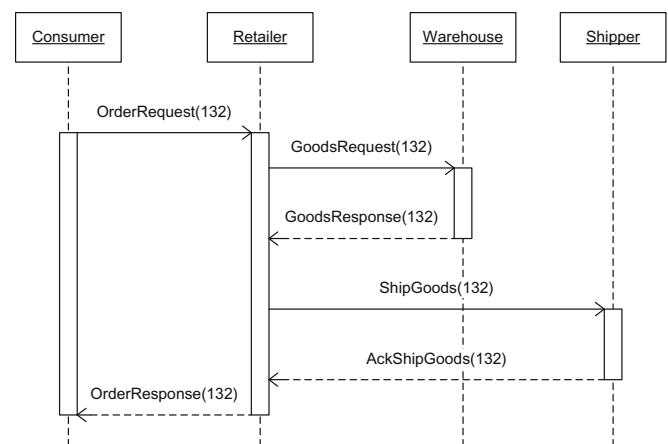 Consumer
Retailer
Warehouse
Shipper
OrderRequest(132)
GoodsRequest(132)
GoodsResponse(132)
ShipGoods(132)
AckShipGoods(132)
OrderResponse(132)